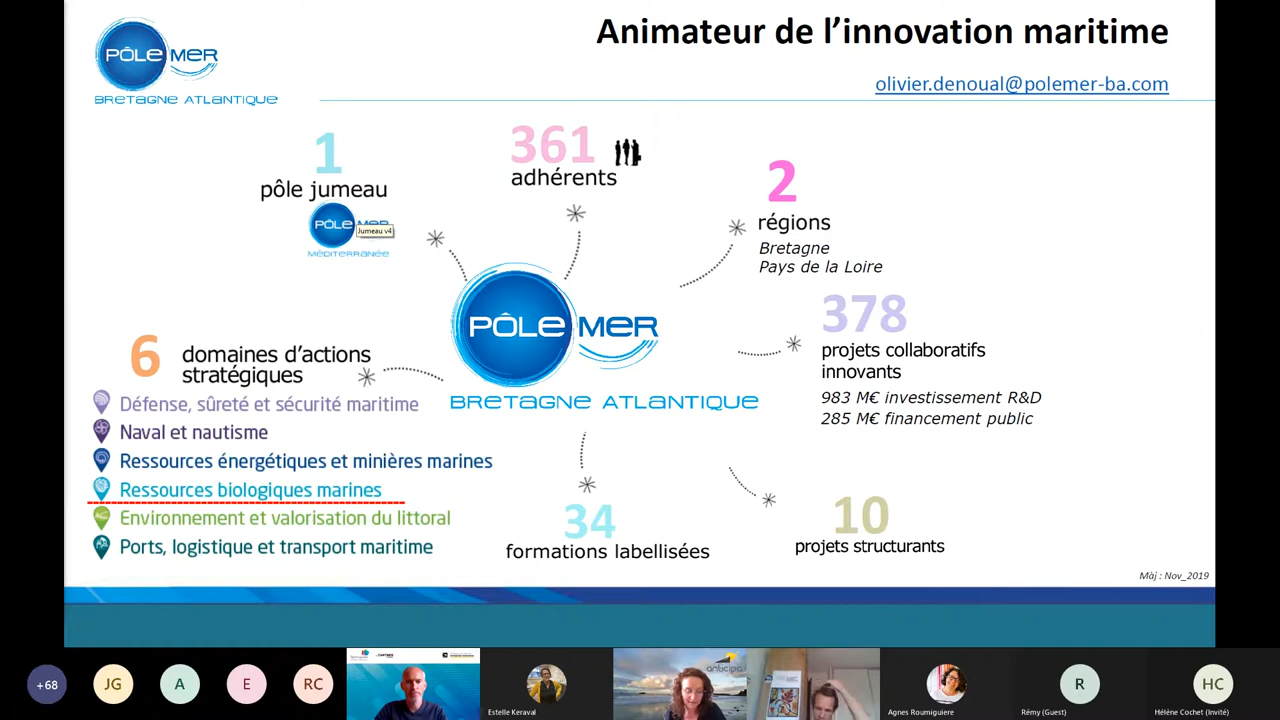 PÔLE MER
BRETAGNE ATLANTIQUE
Animateur de l’innovation maritime
olivier.denoual@polemer-ba.com
1
pôle jumeau
PÔLE MER
Jumeau v4
MÉDITERRANÉE
361
adhérents
2
régions
Bretagne
Pays de la Loire
378
projets collaboratifs
innovants
983 M€ investissement R&D
285 M€ financement public
6
domaines d’actions
stratégiques
Défense, sûreté et sécurité maritime
Naval et nautisme
Ressources énergétiques et minières marines
Ressources biologiques marines
Environnement et valorisation du littoral
Ports, logistique et transport maritime
PÔLE MER
BRETAGNE ATLANTIQUE
34
formations labellisées
10
projets structurants
Màj : Nov_2019
+68
JG
A
E
RC
Estelle Keraval
anticipa
Agnes Roumiguiere
R
Rémy (Guest)
HC
Hélène Cochet (Invité)